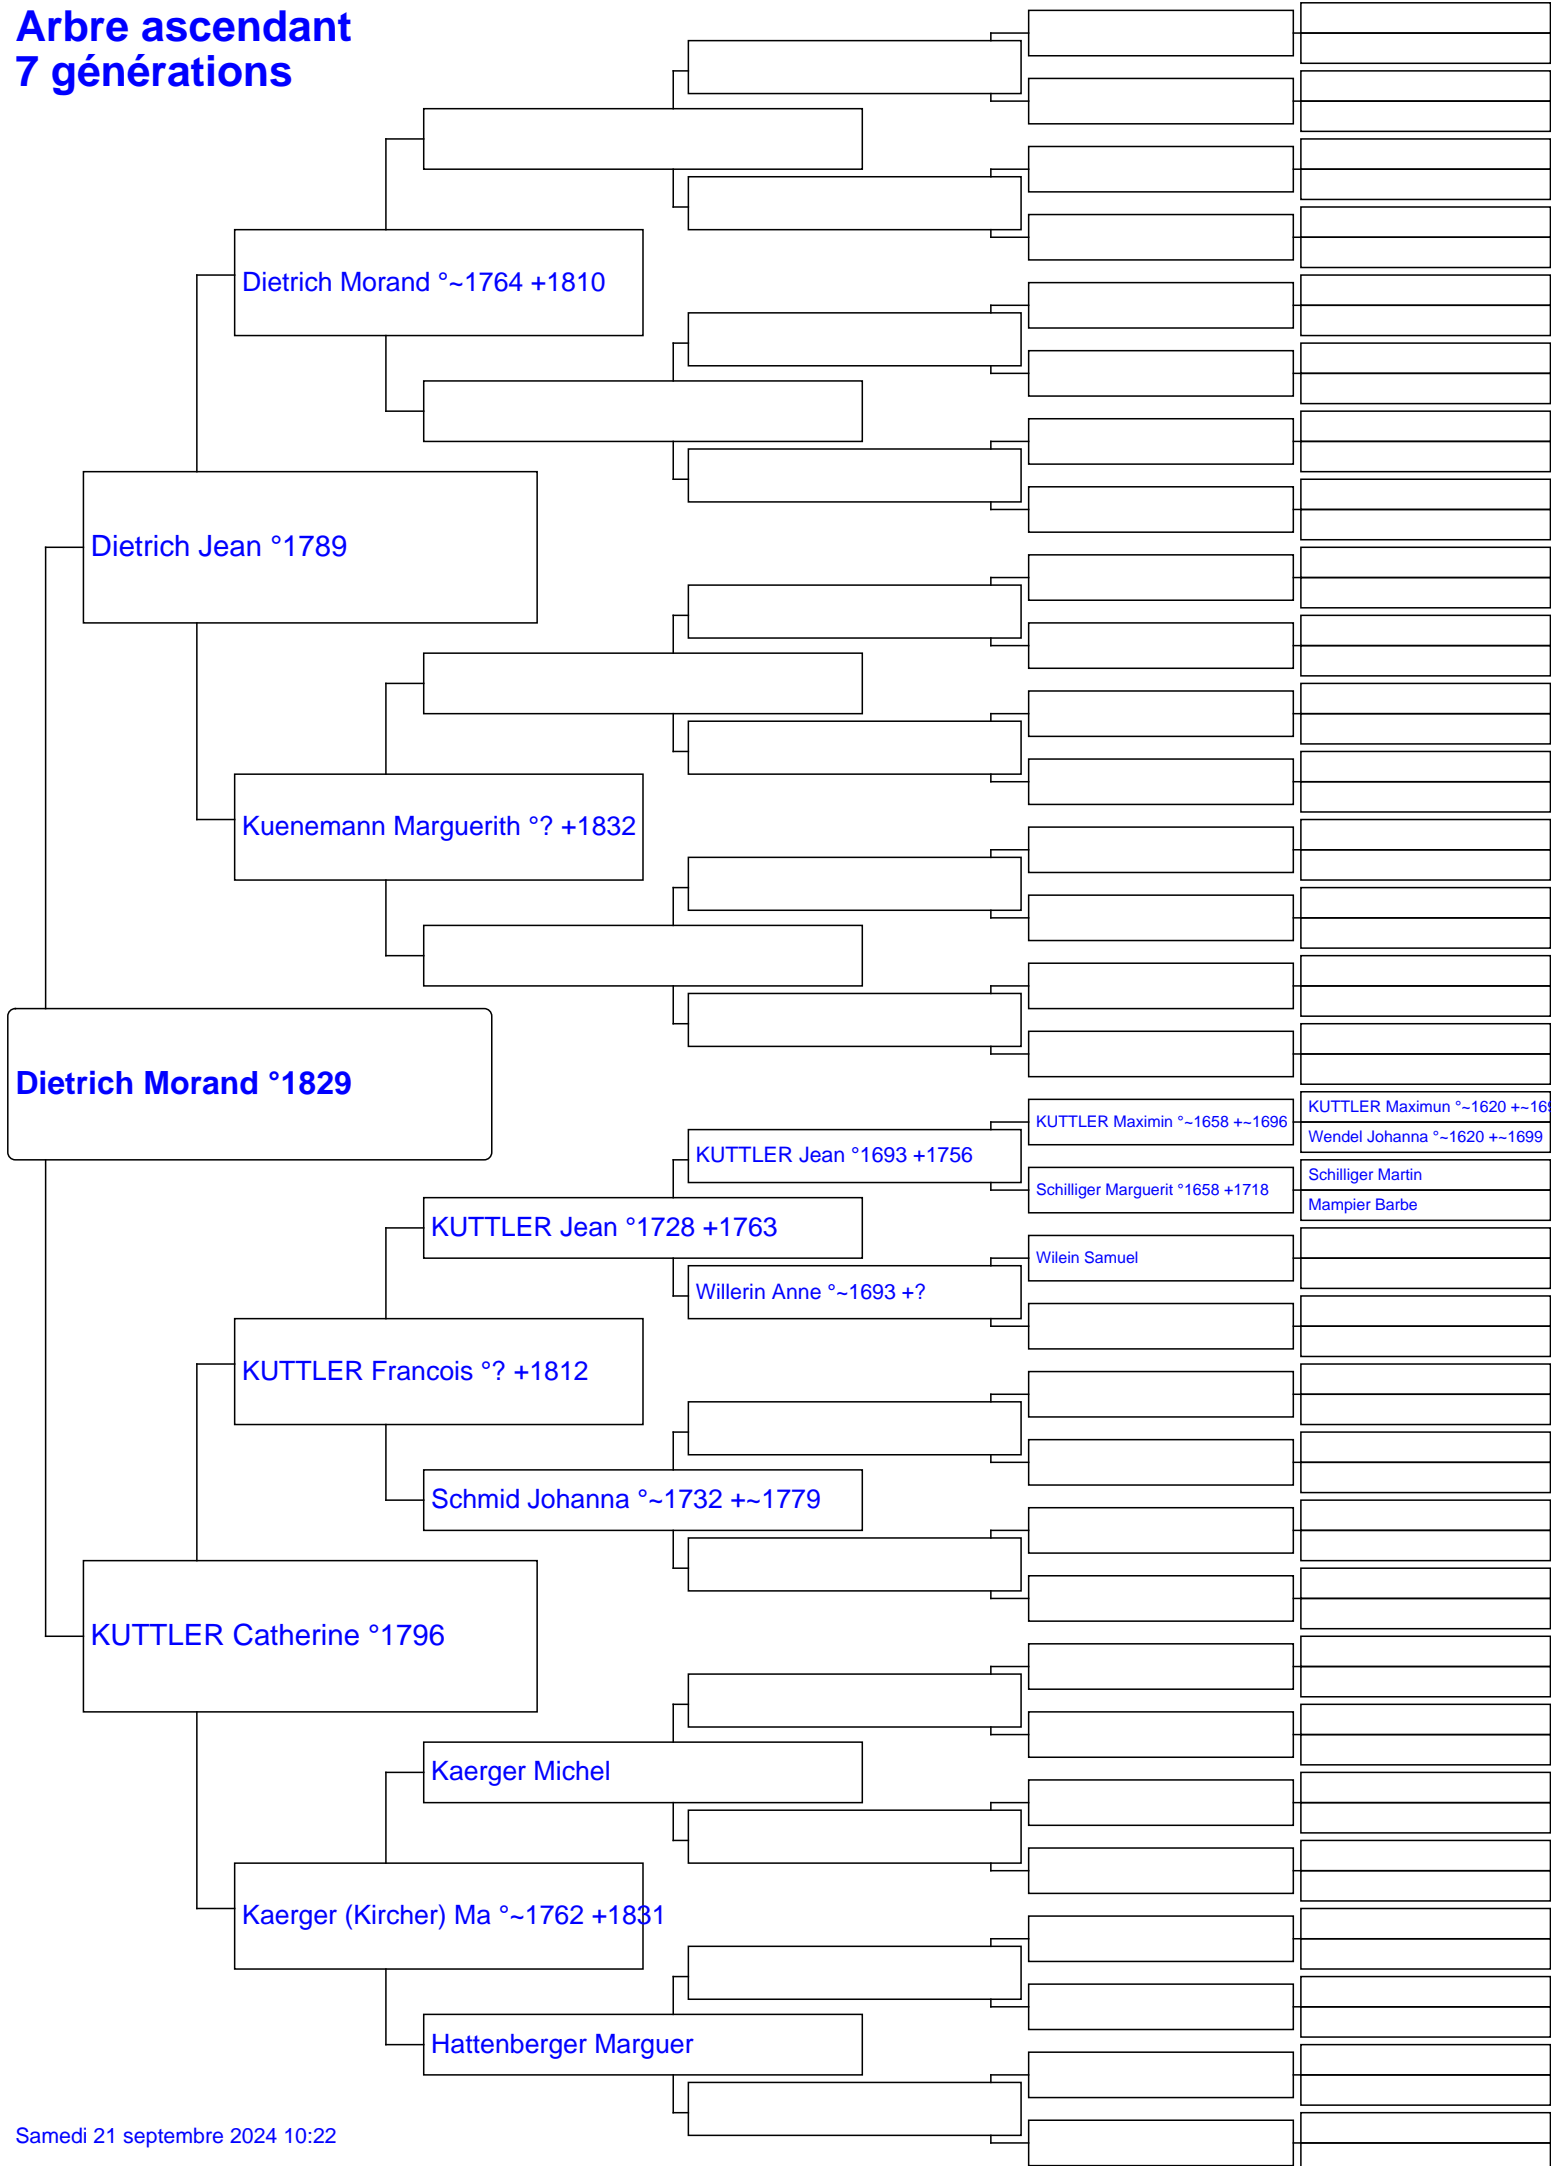 Arbre ascendant
7 générations
Dietrich Morand °~1764 +1810
Dietrich Jean °1789
Kuenemann Marguerith °? +1832
Dietrich Morand °1829
KUTTLER Maximun °~1620 +~169
KUTTLER Maximin °~1658 +~1696
Wendel Johanna °~1620 +~1699
KUTTLER Jean °1693 +1756
Schilliger Martin
Schilliger Marguerit °1658 +1718
Mampier Barbe
KUTTLER Jean °1728 +1763
Wilein Samuel
Willerin Anne °~1693 +?
KUTTLER Francois °? +1812
Schmid Johanna °~1732 +~1779
KUTTLER Catherine °1796
Kaerger Michel
Kaerger (Kircher) Ma °~1762 +1831
Hattenberger Marguer
Samedi 21 septembre 2024 10:22